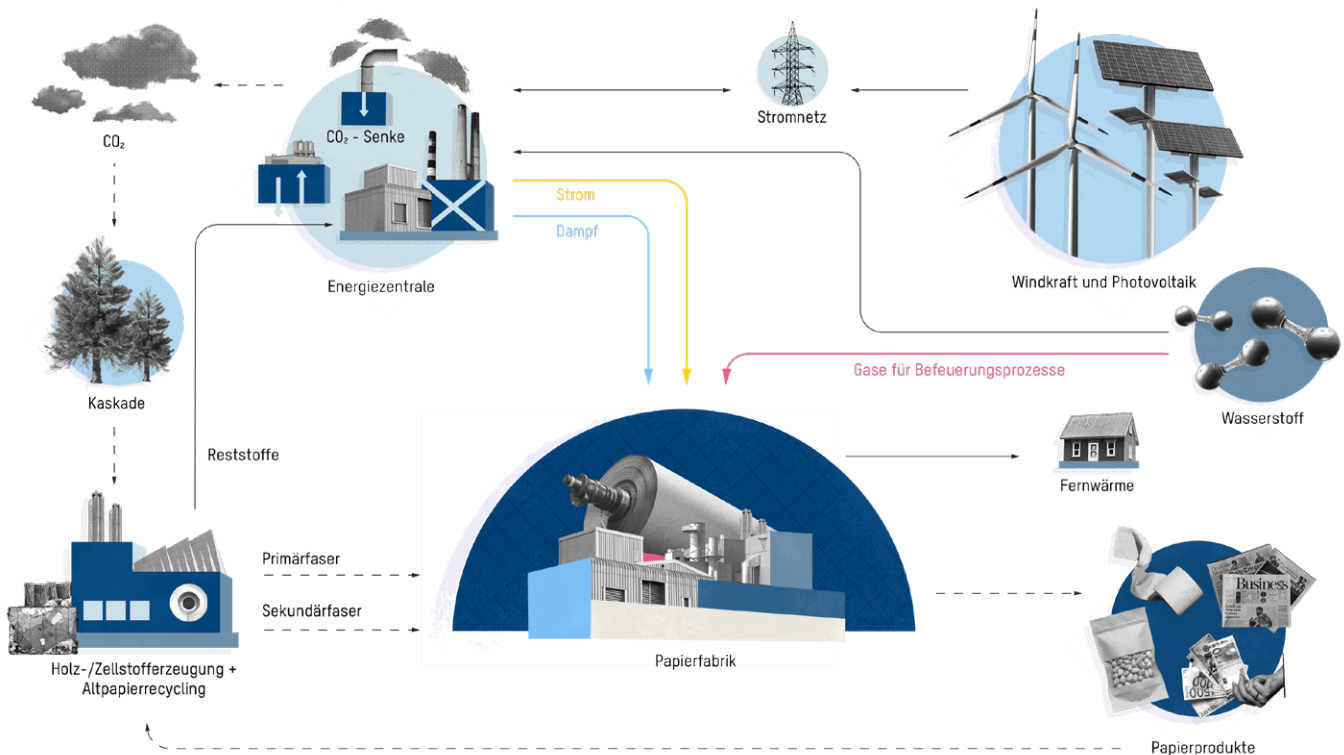 CO₂
CO₂ - Senke
Stromnetz
Strom
Dampf
Energiezentrale
Windkraft und Photovoltaik
Gase für Befeuerungsprozesse
Wasserstoff
Kaskade
Reststoffe
Fernwärme
Primärfaser
Sekundärfaser
Business
Papierfabrik
Holz-/Zellstofferzeugung +
Altpapierrecycling
Papierprodukte